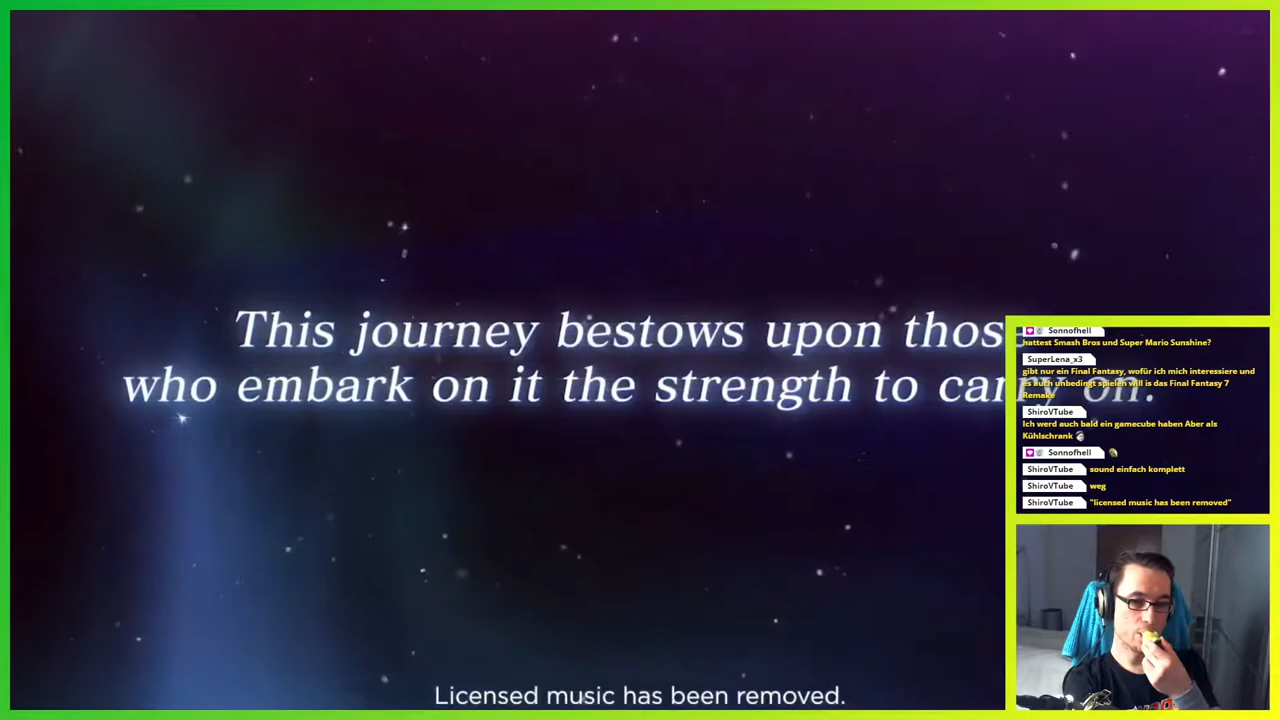 This journey bestows upon those
who embark on it the strength to carry on.
Licensed music has been removed.
Sonnofhell
hattest Smash Bros und Super Mario Sunshine?
SuperLena_x3
gibt nur ein Final Fantasy, wofür ich mich interessiere und
es auch unbedingt spielen will is das Final Fantasy 7
Remake
ShiroVTube
Ich werd auch bald ein gamecube haben Aber als
Kühlschrank
Sonnofhell
ShiroVTube sound einfach komplett
ShiroVTube weg
ShiroVTube "licensed music has been removed"